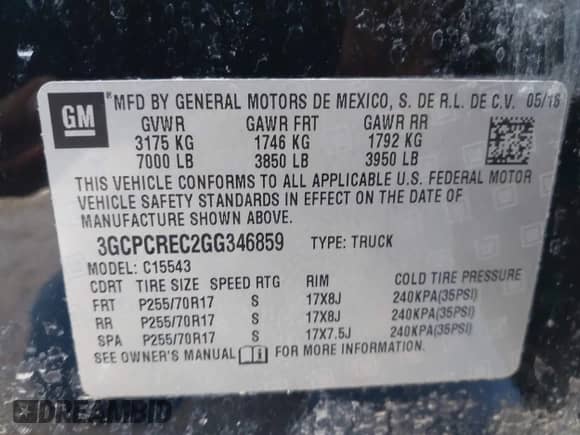 GM
MFD BY GENERAL MOTORS DE MEXICO, S. DE R.L. DE C.V. 05/16
GVWR GAWR FRT GAWR RR
3175 KG 1746 KG 1792 KG
7000 LB 3850 LB 3950 LB
THIS VEHICLE CONFORMS TO ALL APPLICABLE U.S. FEDERAL MOTOR
VEHICLE SAFETY STANDARDS IN EFFECT ON THE DATE OF
MANUFACTURE SHOWN ABOVE.
3GCPCREC2GG346859 TYPE: TRUCK
MODEL: C15543
CDRT TIRE SIZE SPEED RTG RIM COLD TIRE PRESSURE
FRT P255/70R17 S 17X8J 240KPA(35PSI)
RR P255/70R17 S 17X8J 240KPA(35PSI)
SPA P255/70R17 S 17X7.5J 240KPA(35PSI)
SEE OWNER'S MANUAL FOR MORE INFORMATION.
DREAMBID